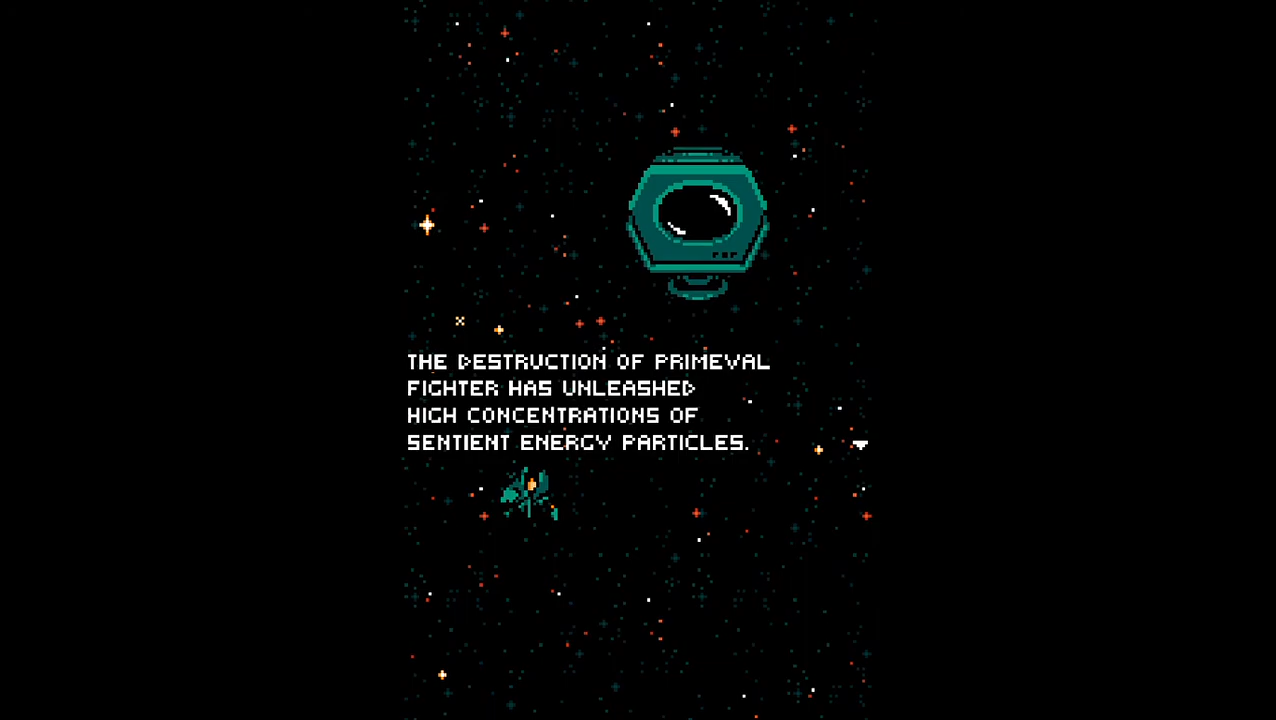 THE DESTRUCTION OF PRIMEVAL
FIGHTER HAS UNLEASHED
HIGH CONCENTRATIONS OF
SENTIENT ENERGY PARTICLES.